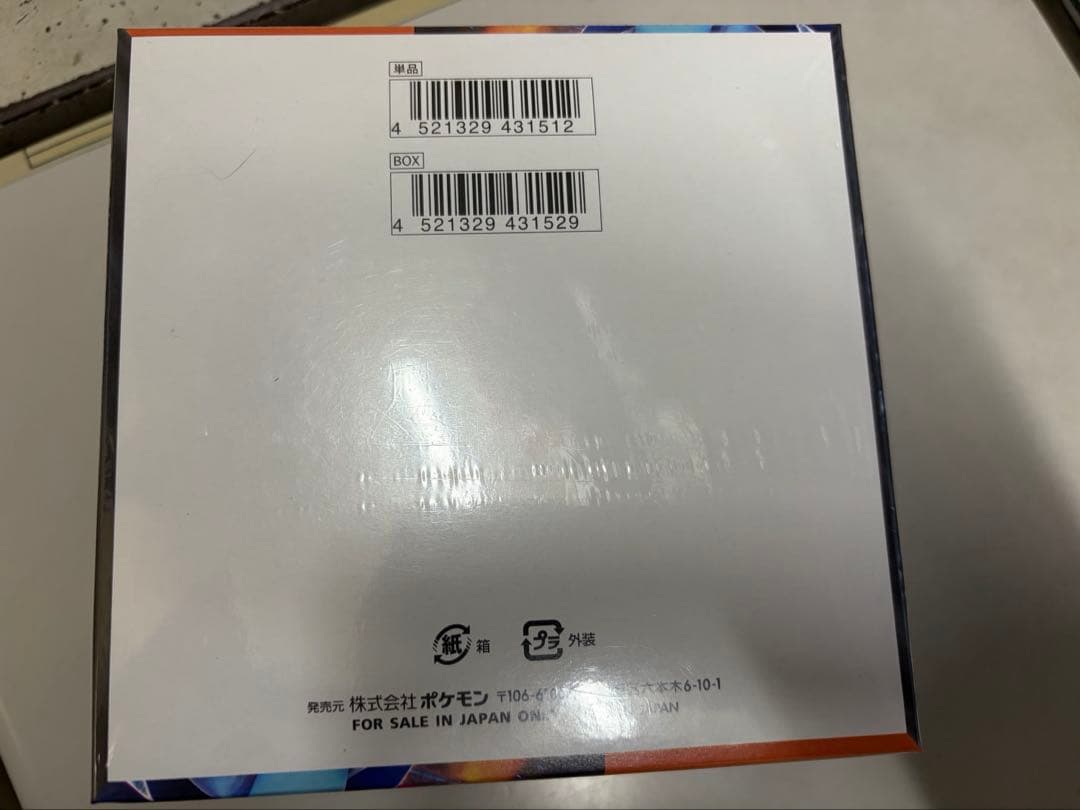 単品
4 521329 431512
BOX
4 521329 431529
紙 箱 プラ 外装
発売元 株式会社ポケモン 〒106-6 六本木6-10-1
FOR SALE IN JAPAN ONLY JAPAN